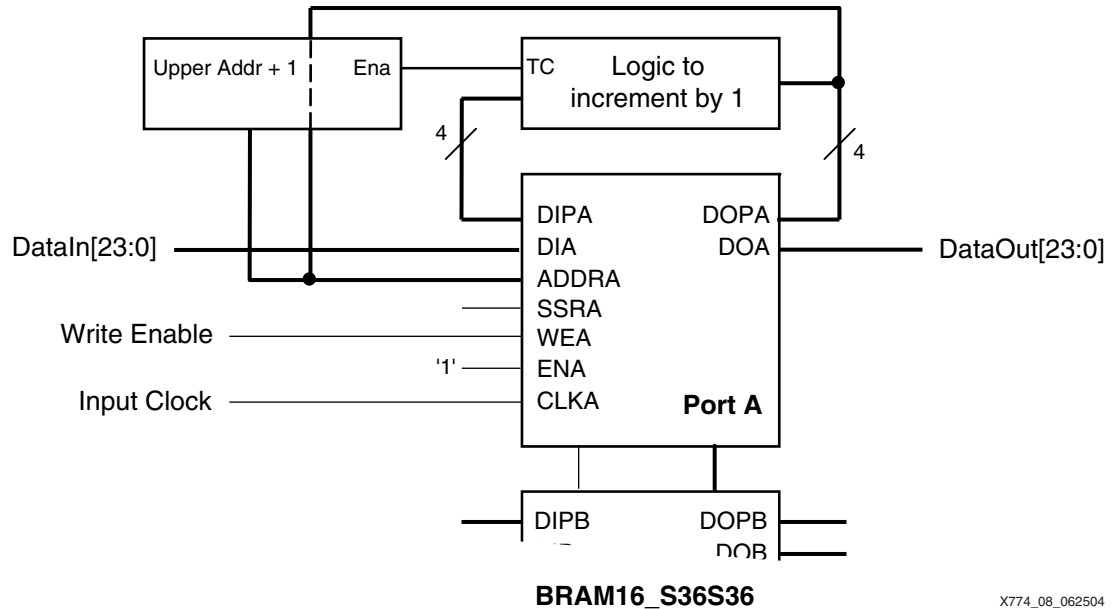 Upper Addr + 1
Ena
TC
Logic to
increment by 1
4
4
DIPA
DOPA
DataIn[23:0]
DIA
DOA
DataOut[23:0]
ADDRA
SSRA
Write Enable
WEA
'1'
ENA
Input Clock
CLKA
Port A
DIPB
DOPB
DOB
BRAM16_S36S36
X774_08_062504